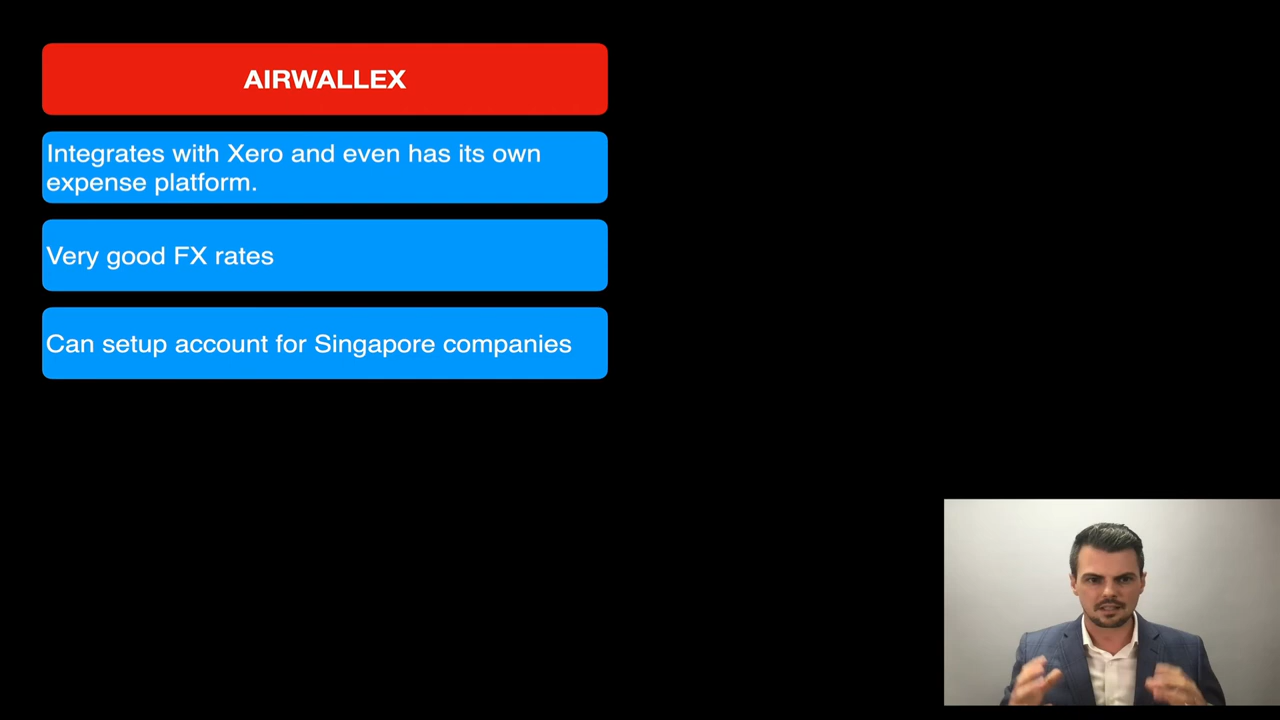 AIRWALLEX
Integrates with Xero and even has its own
expense platform.
Very good FX rates
Can setup account for Singapore companies